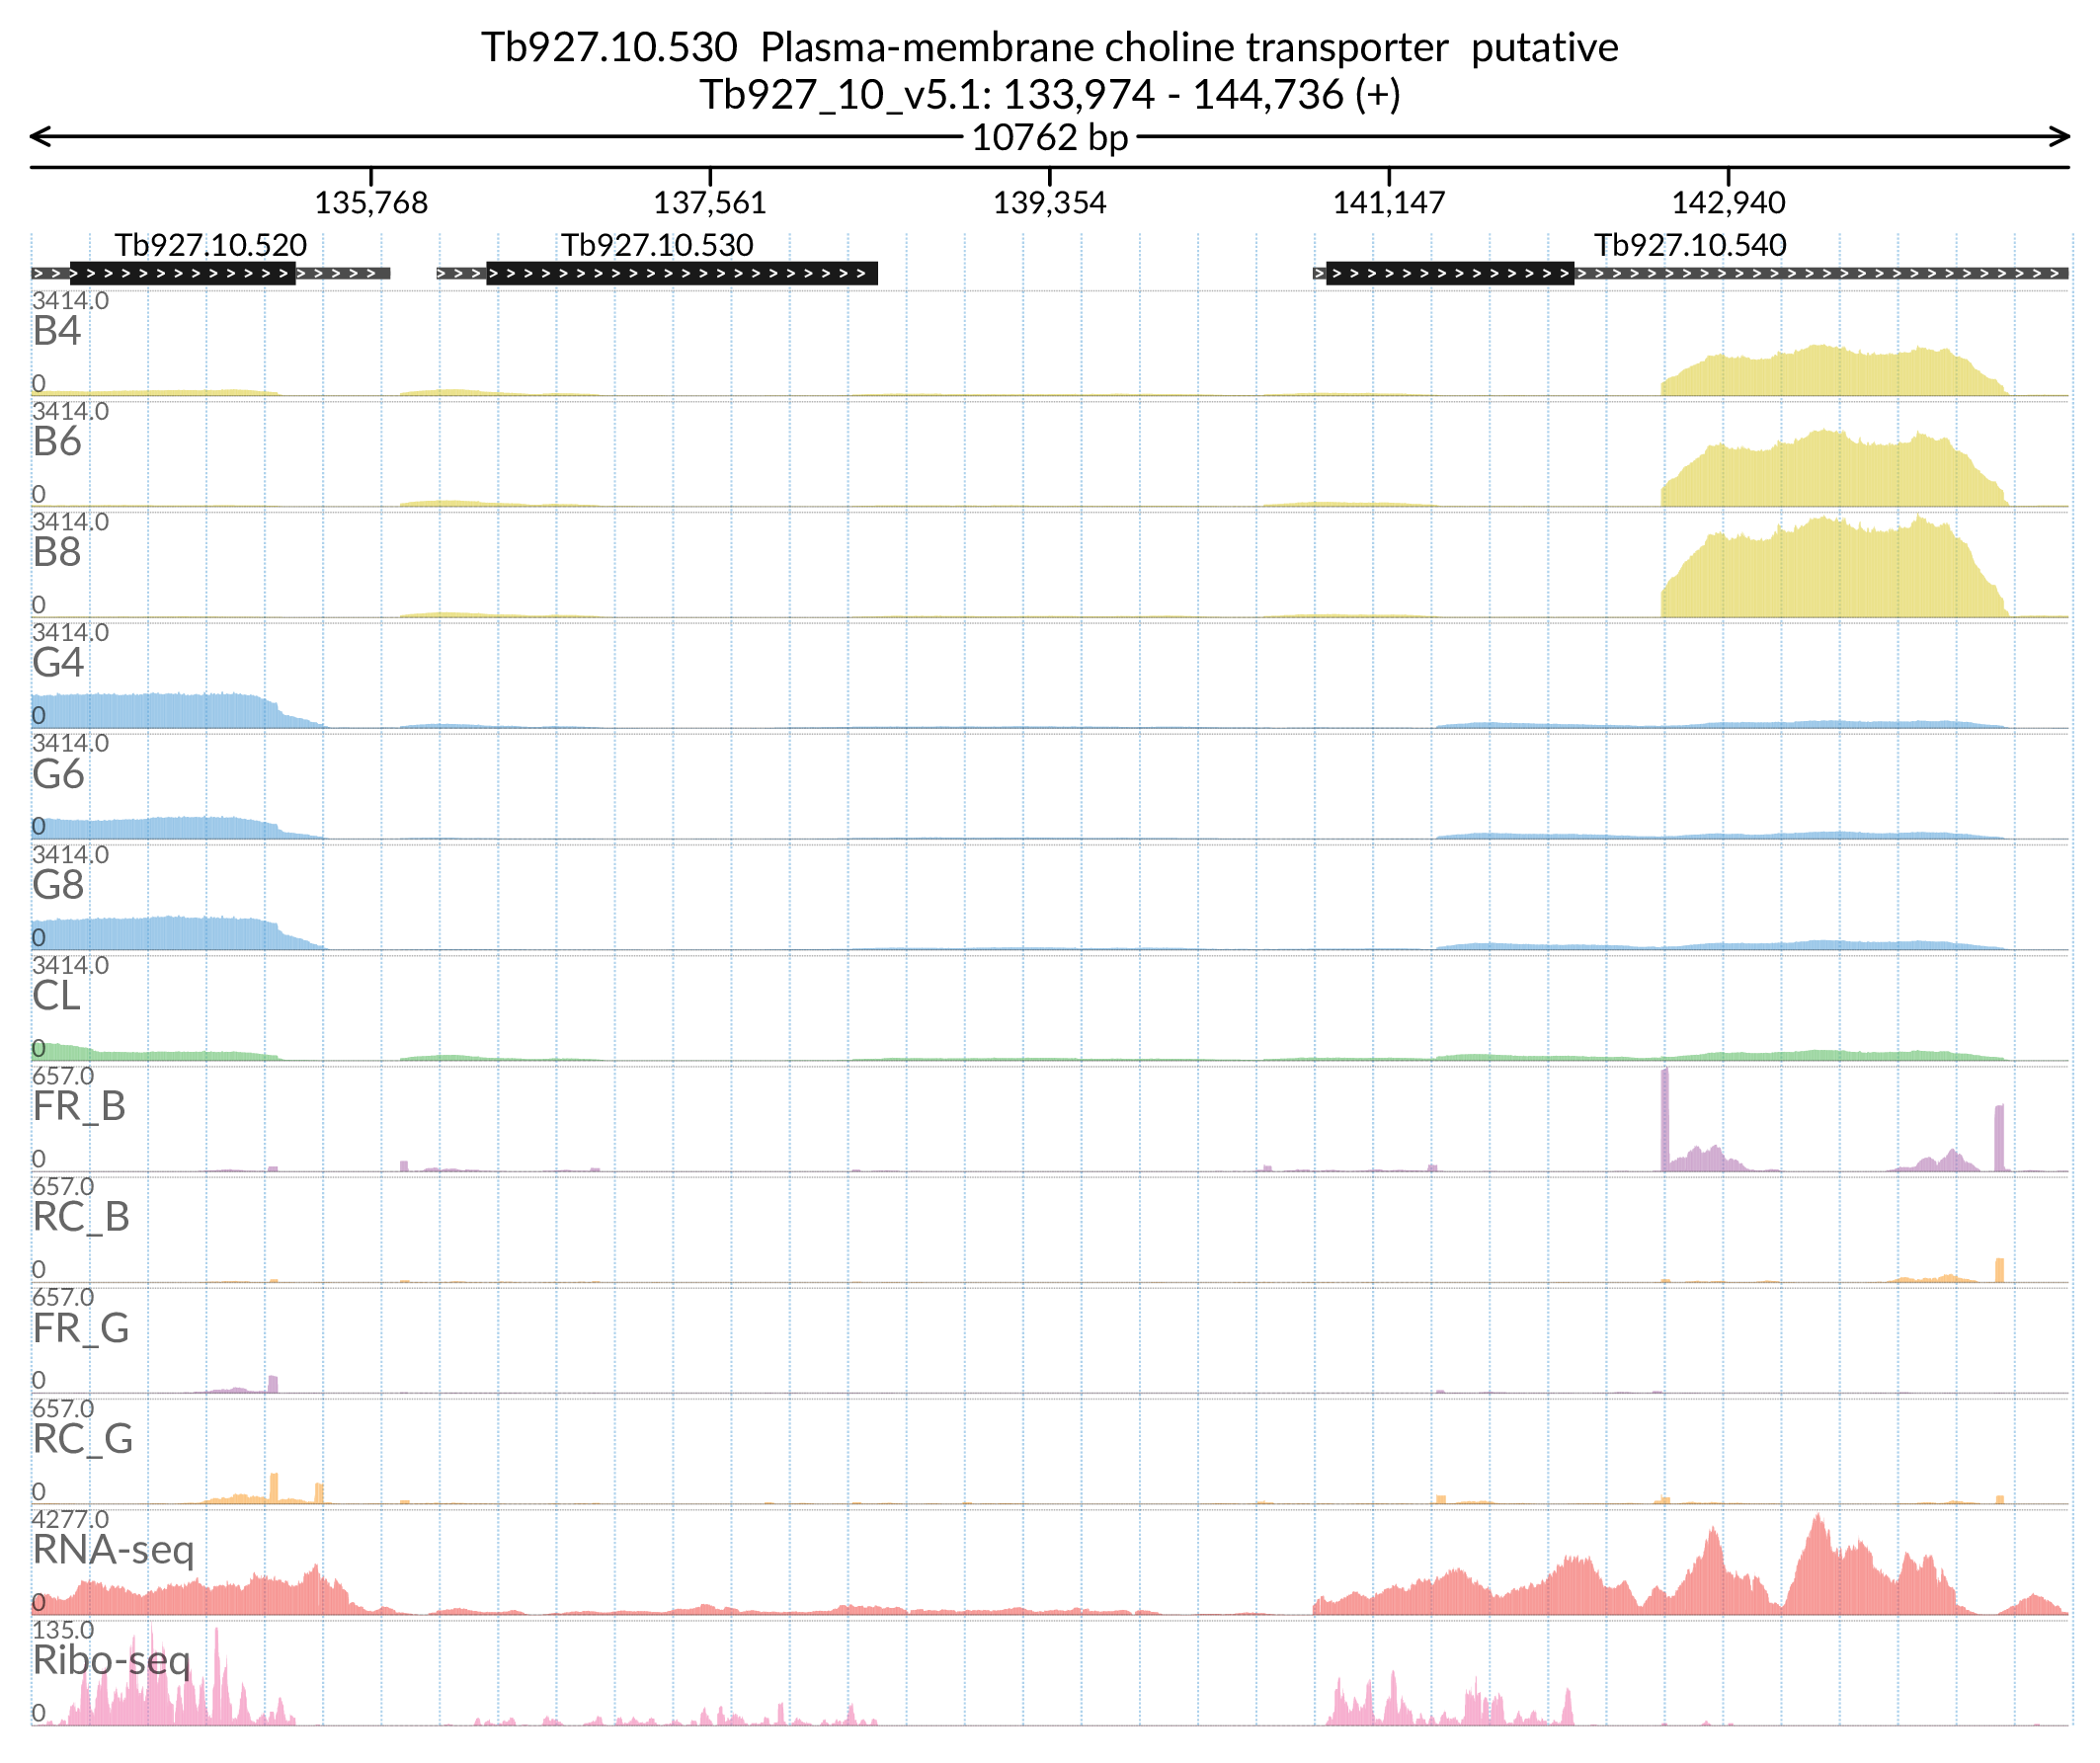 Tb927.10.530  Plasma-membrane choline transporter  putative
Tb927_10_v5.1: 133,974 - 144,736 (+)
10762 bp
135,768 137,561 139,354 141,147 142,940
Tb927.10.520 Tb927.10.530 Tb927.10.540
3414.0
B4
0
3414.0
B6
0
3414.0
B8
0
3414.0
G4
0
3414.0
G6
0
3414.0
G8
0
3414.0
CL
0
657.0
FR_B
0
657.0
RC_B
0
657.0
FR_G
0
657.0
RC_G
0
4277.0
RNA-seq
0
135.0
Ribo-seq
0